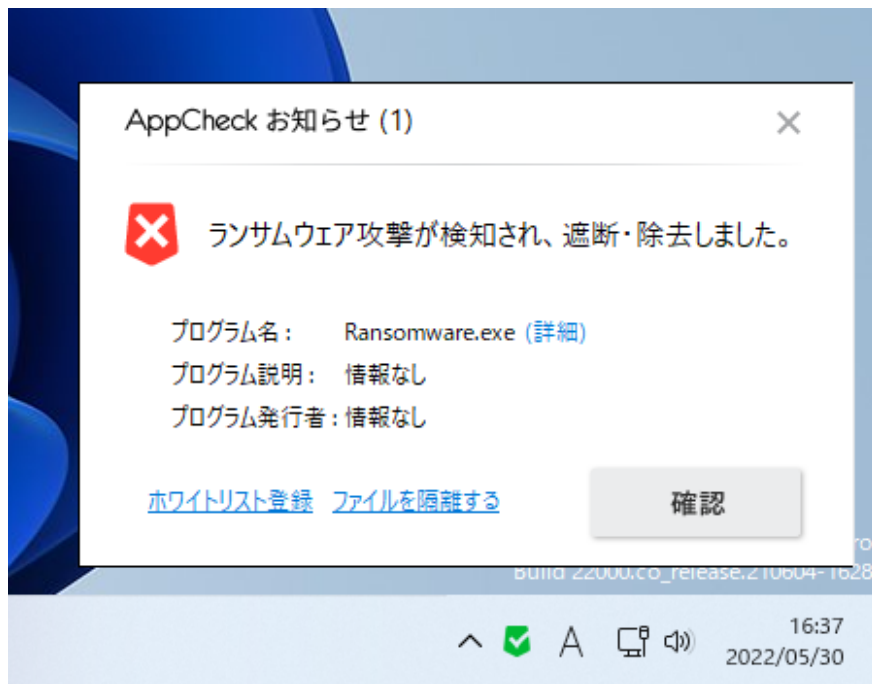 AppCheck お知らせ (1)
ランサムウェア攻撃が検知され、遮断・除去しました。
プログラム名 : Ransomware.exe (詳細)
プログラム説明 : 情報なし
プログラム発行者 : 情報なし
ホワイトリスト登録 ファイルを隔離する
確認
ro
Build 22000.co_release.210604-1628
A
16:37
2022/05/30